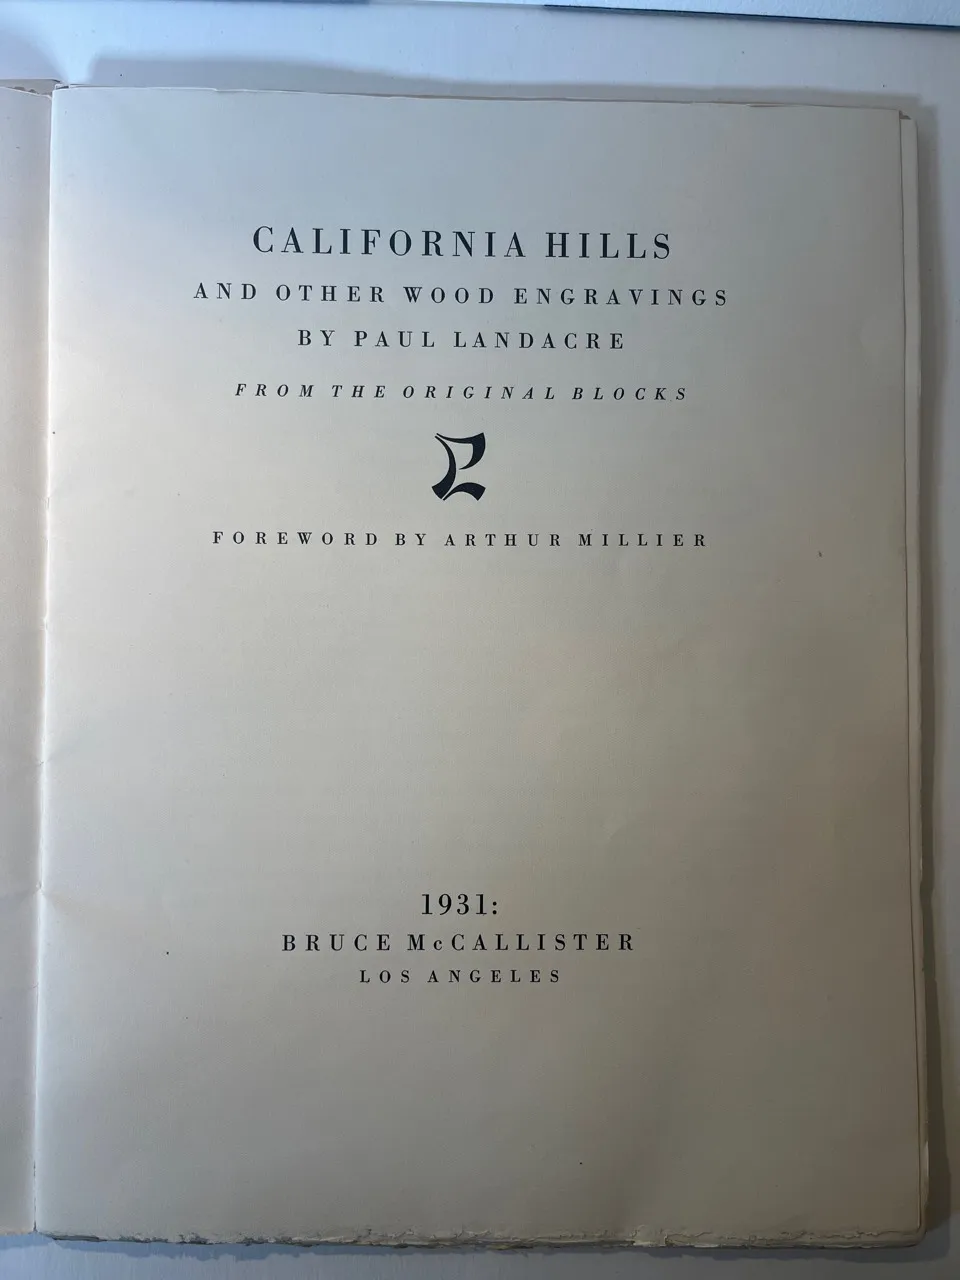 CALIFORNIA HILLS
AND OTHER WOOD ENGRAVINGS
BY PAUL LANDACRE
FROM THE ORIGINAL BLOCKS
PL
FOREWORD BY ARTHUR MILLIER
1931:
BRUCE McCALLISTER
LOS ANGELES